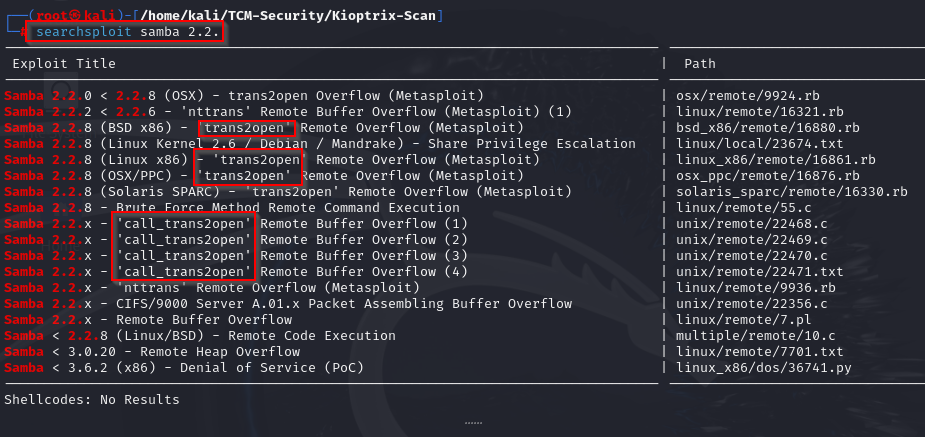 (root㉿kali)-[/home/kali/TCM-Security/Kioptrix-Scan]
# searchsploit samba 2.2.
Exploit Title | Path
Samba 2.2.0 < 2.2.8 (OSX) - trans2open Overflow (Metasploit) | osx/remote/9924.rb
Samba 2.2.2 < 2.2.6 - 'nttrans' Remote Buffer Overflow (Metasploit) (1) | linux/remote/16321.rb
Samba 2.2.8 (BSD x86) - 'trans2open' Remote Overflow (Metasploit) | bsd_x86/remote/16880.rb
Samba 2.2.8 (Linux Kernel 2.6 / Debian / Mandrake) - Share Privilege Escalation | linux/local/23674.txt
Samba 2.2.8 (Linux x86) - 'trans2open' Remote Overflow (Metasploit) | linux_x86/remote/16861.rb
Samba 2.2.8 (OSX/PPC) - 'trans2open' Remote Overflow (Metasploit) | osx_ppc/remote/16876.rb
Samba 2.2.8 (Solaris SPARC) - 'trans2open' Remote Overflow (Metasploit) | solaris_sparc/remote/16330.rb
Samba 2.2.8 - Brute Force Method Remote Command Execution | linux/remote/55.c
Samba 2.2.x - 'call_trans2open' Remote Buffer Overflow (1) | unix/remote/22468.c
Samba 2.2.x - 'call_trans2open' Remote Buffer Overflow (2) | unix/remote/22469.c
Samba 2.2.x - 'call_trans2open' Remote Buffer Overflow (3) | unix/remote/22470.c
Samba 2.2.x - 'call_trans2open' Remote Buffer Overflow (4) | unix/remote/22471.txt
Samba 2.2.x - 'nttrans' Remote Overflow (Metasploit) | linux/remote/9936.rb
Samba 2.2.x - CIFS/9000 Server A.01.x Packet Assembling Buffer Overflow | unix/remote/22356.c
Samba 2.2.x - Remote Buffer Overflow | linux/remote/7.pl
Samba < 2.2.8 (Linux/BSD) - Remote Code Execution | multiple/remote/10.c
Samba < 3.0.20 - Remote Heap Overflow | linux/remote/7701.txt
Samba < 3.6.2 (x86) - Denial of Service (PoC) | linux_x86/dos/36741.py
Shellcodes: No Results
......